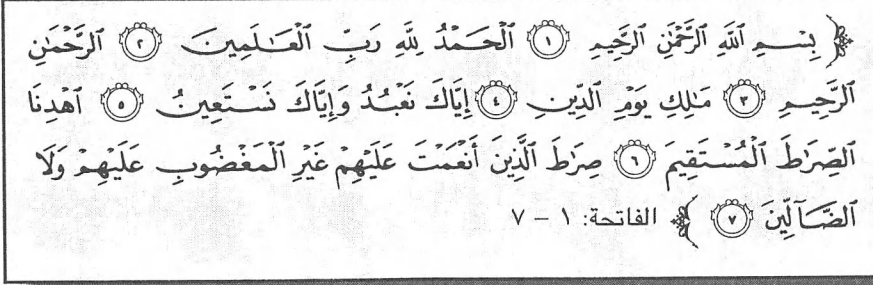 ﴿ بِسْمِ ٱللَّهِ ٱلرَّحْمَٰنِ ٱلرَّحِيمِ ١ ٱلْحَمْدُ لِلَّهِ رَبِّ ٱلْعَٰلَمِينَ ٢ ٱلرَّحْمَٰنِ
ٱلرَّحِيمِ ٣ مَٰلِكِ يَوْمِ ٱلدِّينِ ٤ إِيَّاكَ نَعْبُدُ وَإِيَّاكَ نَسْتَعِينُ ٥ ٱهْدِنَا
ٱلصِّرَٰطَ ٱلْمُسْتَقِيمَ ٦ صِرَٰطَ ٱلَّذِينَ أَنْعَمْتَ عَلَيْهِمْ غَيْرِ ٱلْمَغْضُوبِ عَلَيْهِمْ وَلَا
ٱلضَّآلِّينَ ٧ ﴾ الفاتحة: ١ – ٧